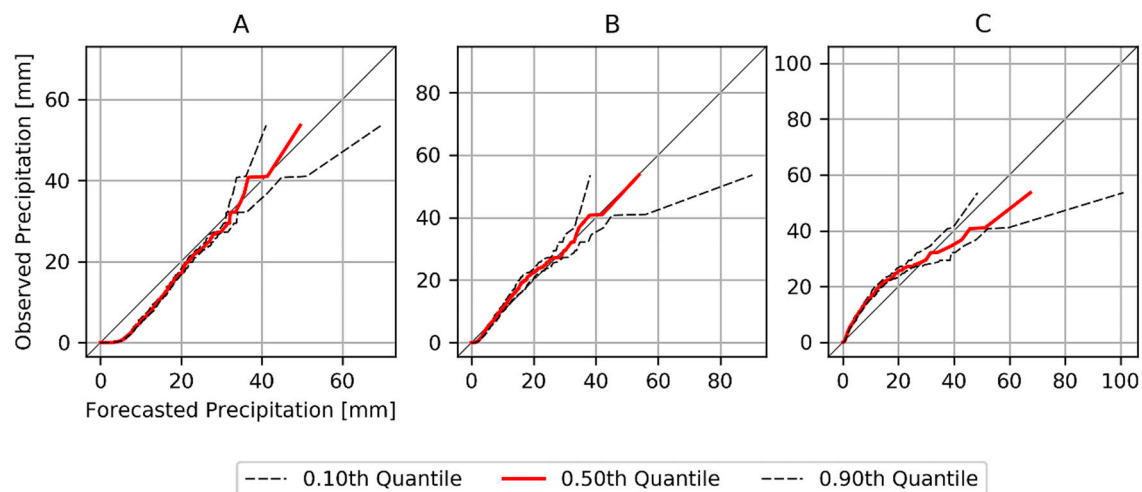 A B C
Observed Precipitation [mm]
60
40
20
0
0 20 40 60
Forecasted Precipitation [mm]
80
60
40
20
0
0 20 40 60 80
100
80
60
40
20
0
0 20 40 60 80 100
0.10th Quantile 0.50th Quantile 0.90th Quantile